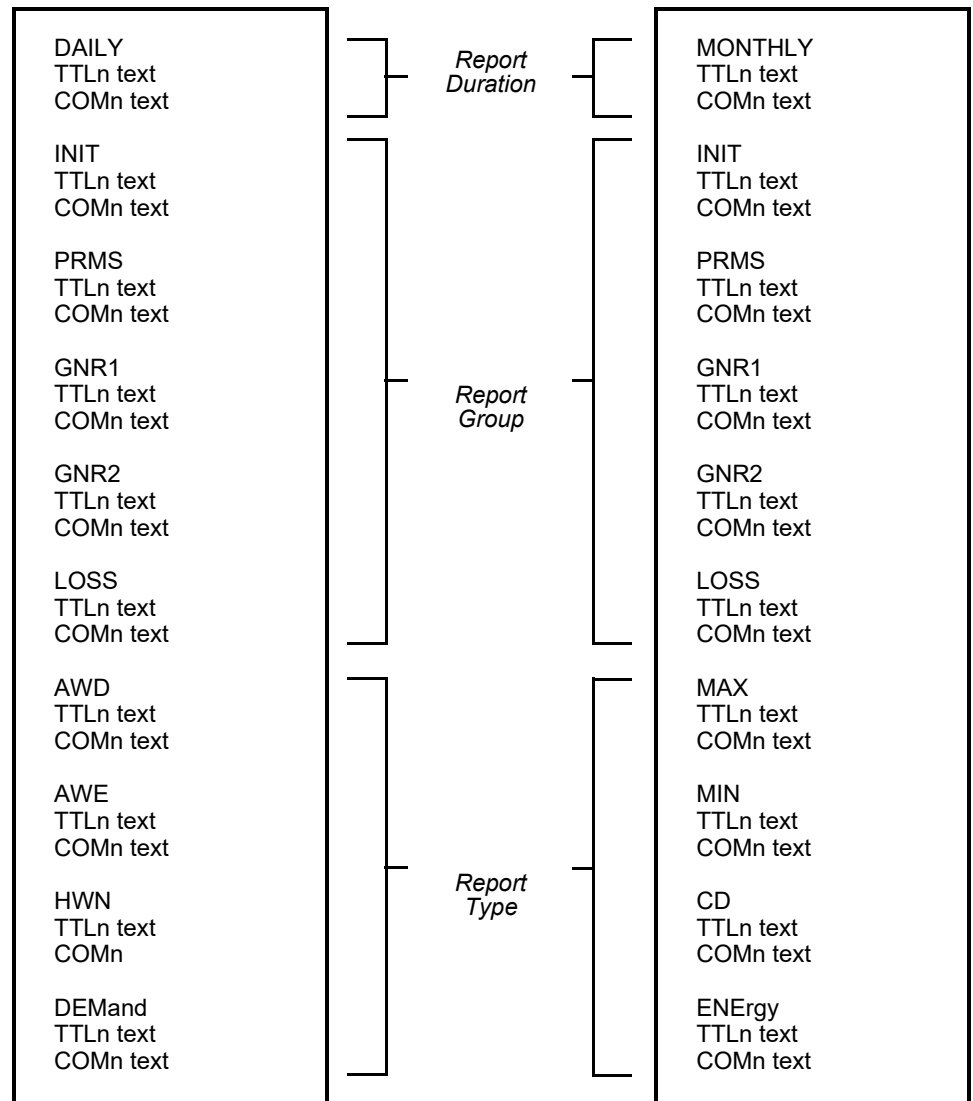 DAILY
TTLn text
COMn text
INIT
TTLn text
COMn text
PRMS
TTLn text
COMn text
GNR1
TTLn text
COMn text
GNR2
TTLn text
COMn text
LOSS
TTLn text
COMn text
AWD
TTLn text
COMn text
AWE
TTLn text
COMn text
HWN
TTLn text
COMn
DEMand
TTLn text
COMn text
Report
Duration
Report
Group
Report
Type
MONTHLY
TTLn text
COMn text
INIT
TTLn text
COMn text
PRMS
TTLn text
COMn text
GNR1
TTLn text
COMn text
GNR2
TTLn text
COMn text
LOSS
TTLn text
COMn text
MAX
TTLn text
COMn text
MIN
TTLn text
COMn text
CD
TTLn text
COMn text
ENErgy
TTLn text
COMn text